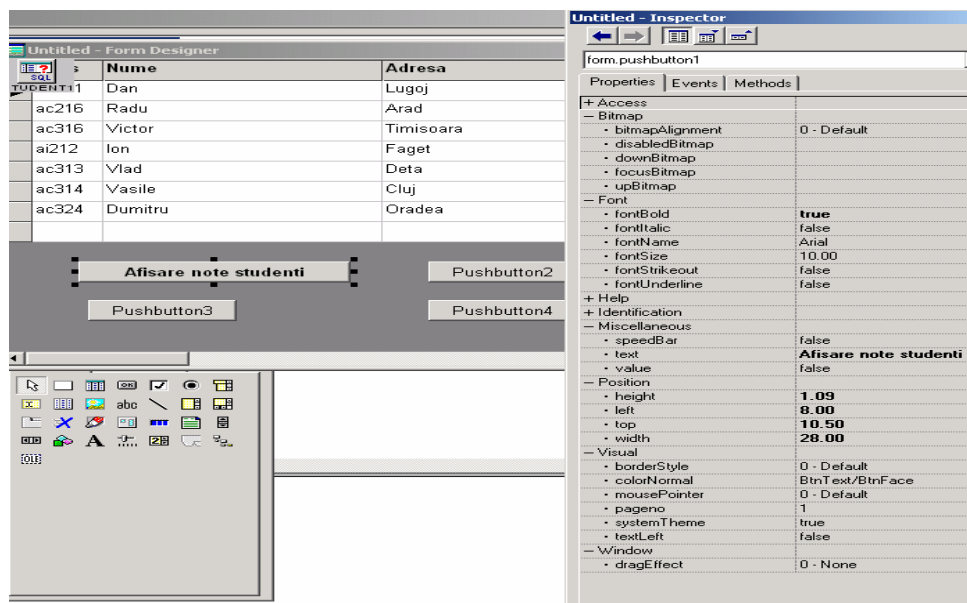 Untitled - Form Designer
SQL
s Nume Adresa
TUDENT11 Dan Lugoj
ac216 Radu Arad
ac316 Victor Timisoara
ai212 Ion Faget
ac313 Vlad Deta
ac314 Vasile Cluj
ac324 Dumitru Oradea
Afisare note studenti Pushbutton2
Pushbutton3 Pushbutton4
OK
abc
A
OLE
Untitled - Inspector
form.pushbutton1
Properties Events Methods
+ Access
– Bitmap
• bitmapAlignment 0 - Default
• disabledBitmap
• downBitmap
• focusBitmap
• upBitmap
– Font
• fontBold true
• fontItalic false
• fontName Arial
• fontSize 10.00
• fontStrikeout false
• fontUnderline false
+ Help
+ Identification
– Miscellaneous
• speedBar false
• text Afisare note studenti
• value false
– Position
• height 1.09
• left 8.00
• top 10.50
• width 28.00
– Visual
• borderStyle 0 - Default
• colorNormal BtnText/BtnFace
• mousePointer 0 - Default
• pageno 1
• systemTheme true
• textLeft false
– Window
• dragEffect 0 - None